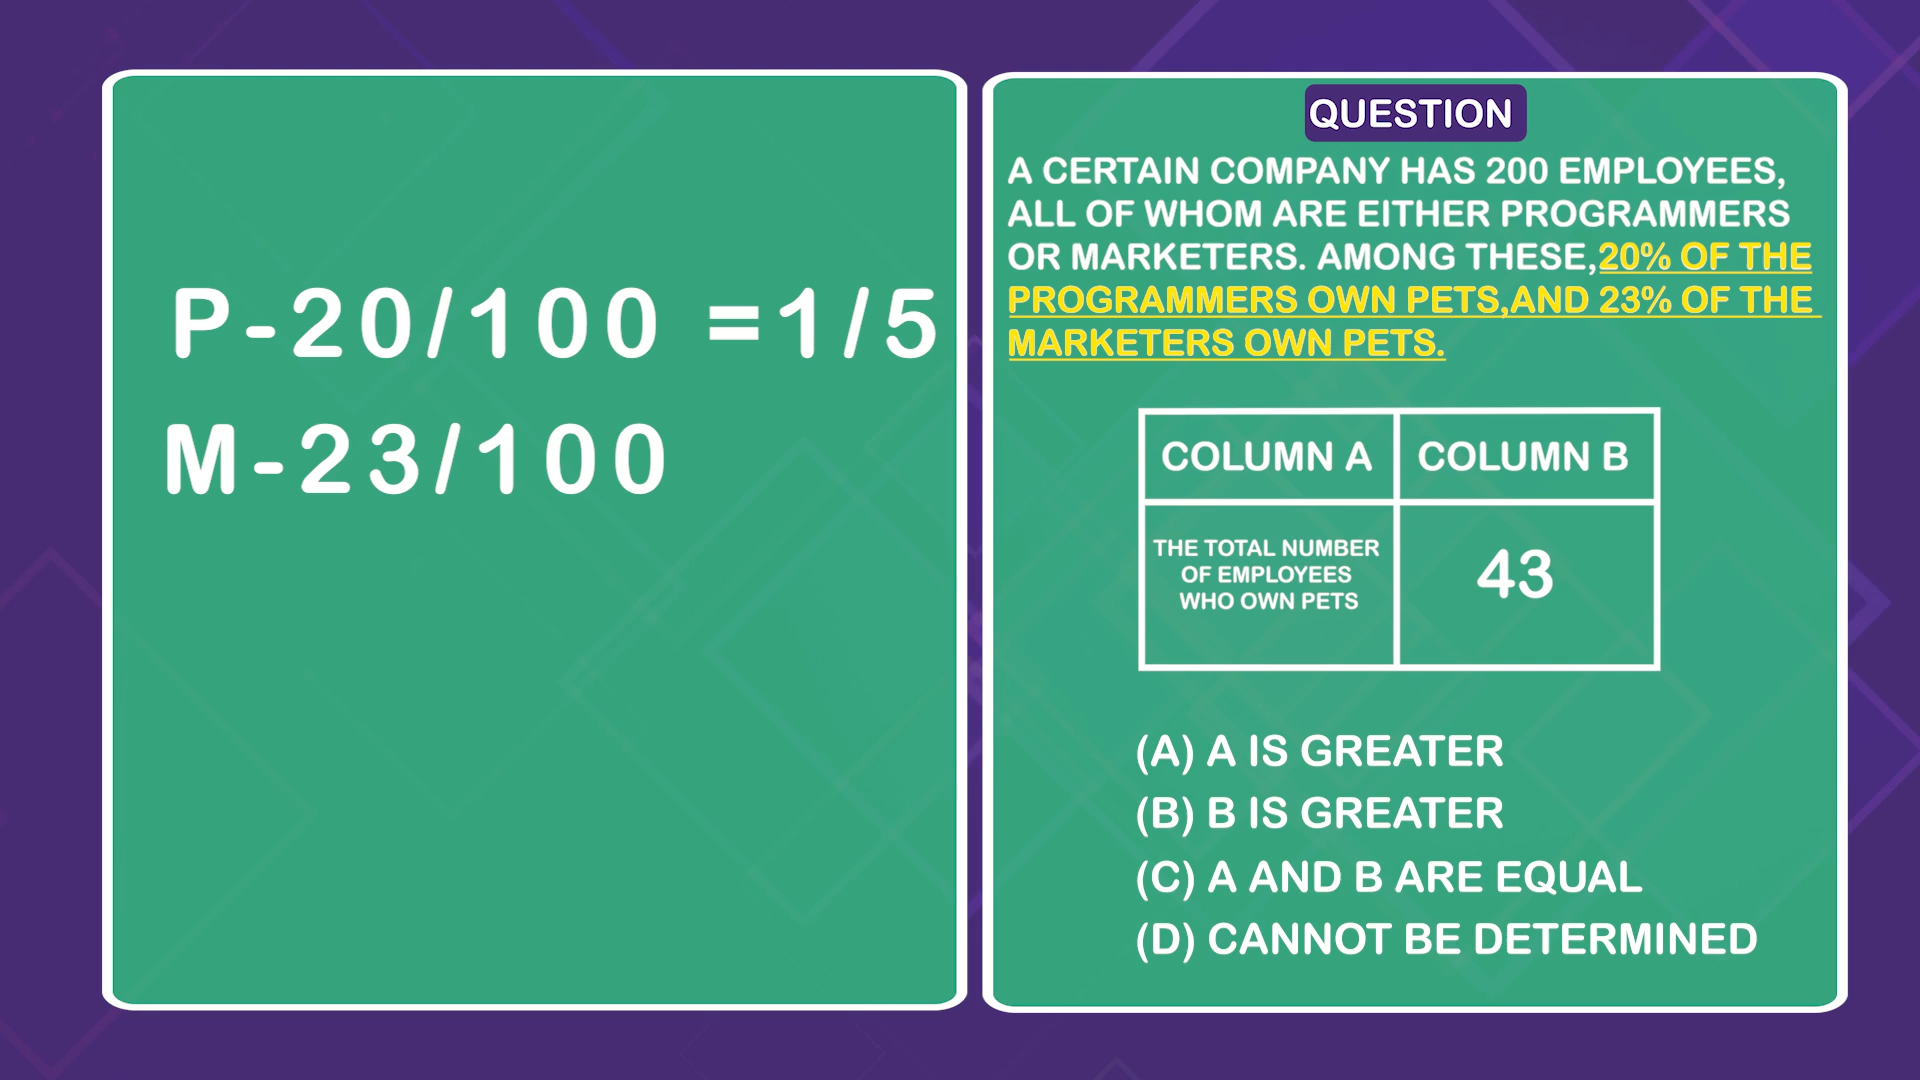 P-20/100 =1/5
M-23/100
QUESTION
A CERTAIN COMPANY HAS 200 EMPLOYEES,
ALL OF WHOM ARE EITHER PROGRAMMERS
OR MARKETERS. AMONG THESE,20% OF THE
PROGRAMMERS OWN PETS,AND 23% OF THE
MARKETERS OWN PETS.
COLUMN A COLUMN B
THE TOTAL NUMBER
OF EMPLOYEES
WHO OWN PETS
43
(A) A IS GREATER
(B) B IS GREATER
(C) A AND B ARE EQUAL
(D) CANNOT BE DETERMINED